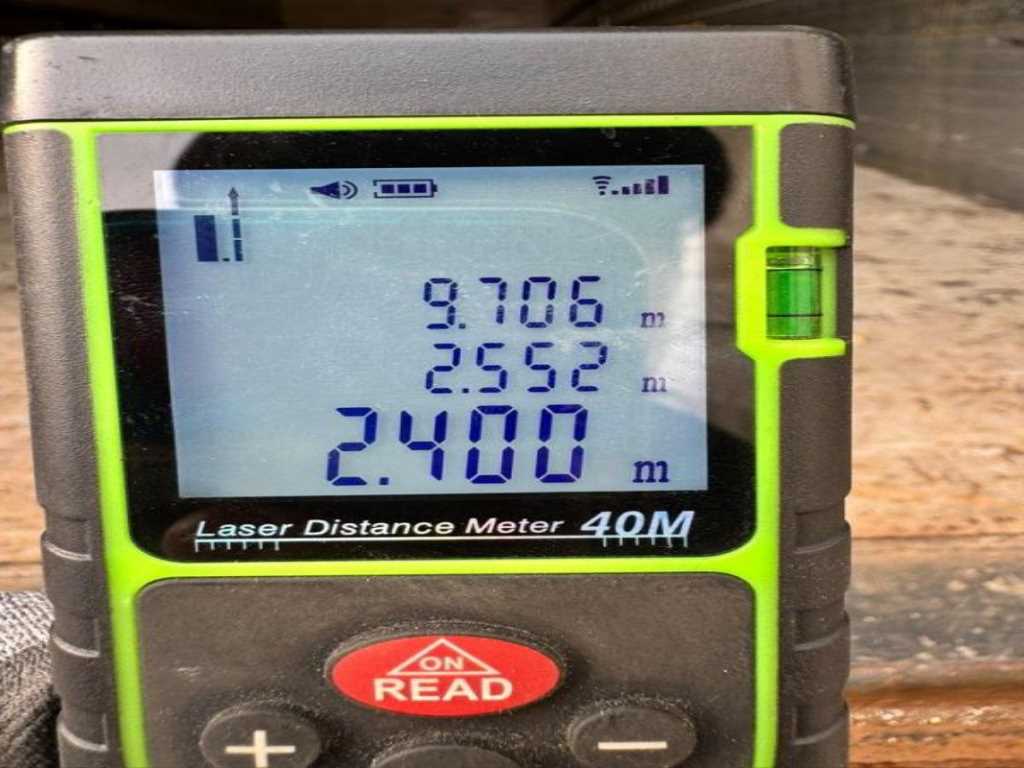 9.706 m
2.552 m
2.400 m
Laser Distance Meter 40M
ON
READ
+ −